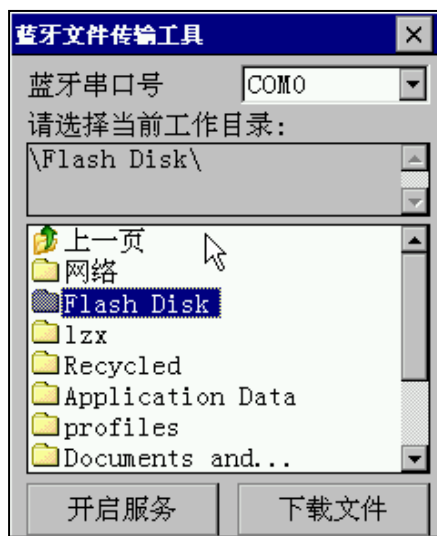 蓝牙文件传输工具
蓝牙串口号 COM0
请选择当前工作目录:
\Flash Disk\
上一页
网络
Flash Disk
lzx
Recycled
Application Data
profiles
Documents and...
开启服务 下载文件